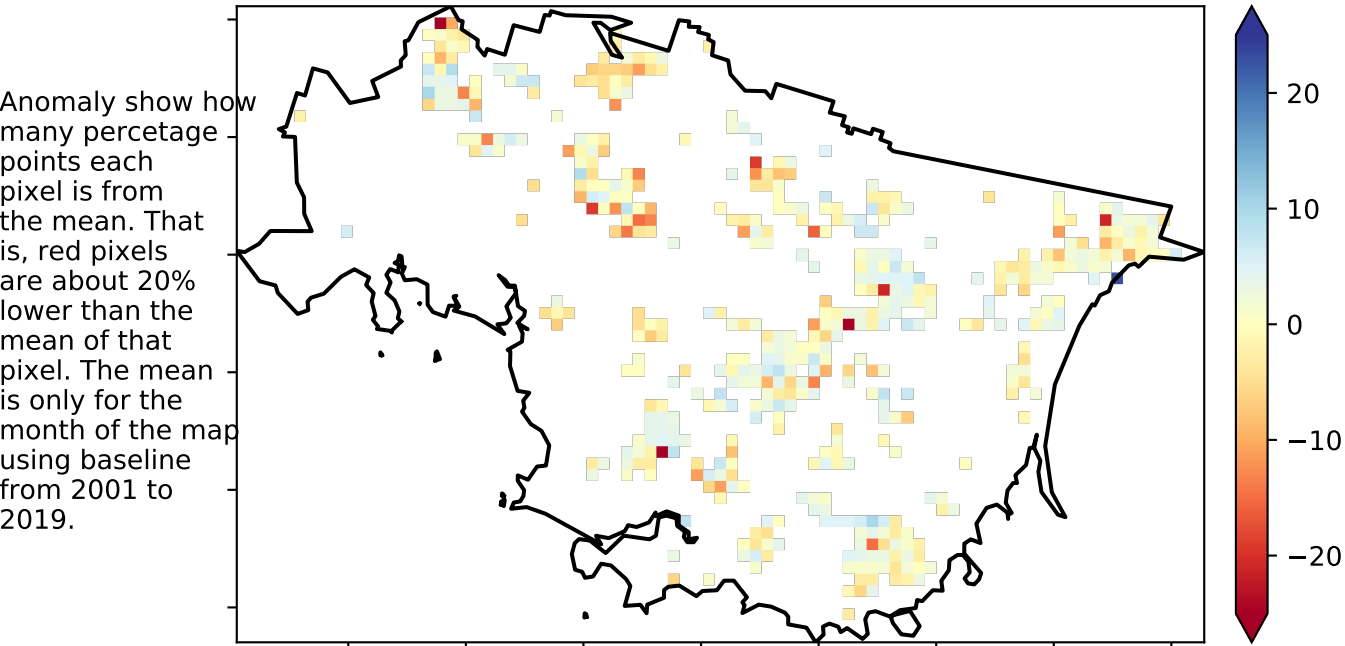 Anomaly show how
many percetage
points each
pixel is from
the mean. That
is, red pixels
are about 20%
lower than the
mean of that
pixel. The mean
is only for the
month of the map
using baseline
from 2001 to
2019.
20
10
0
−10
−20